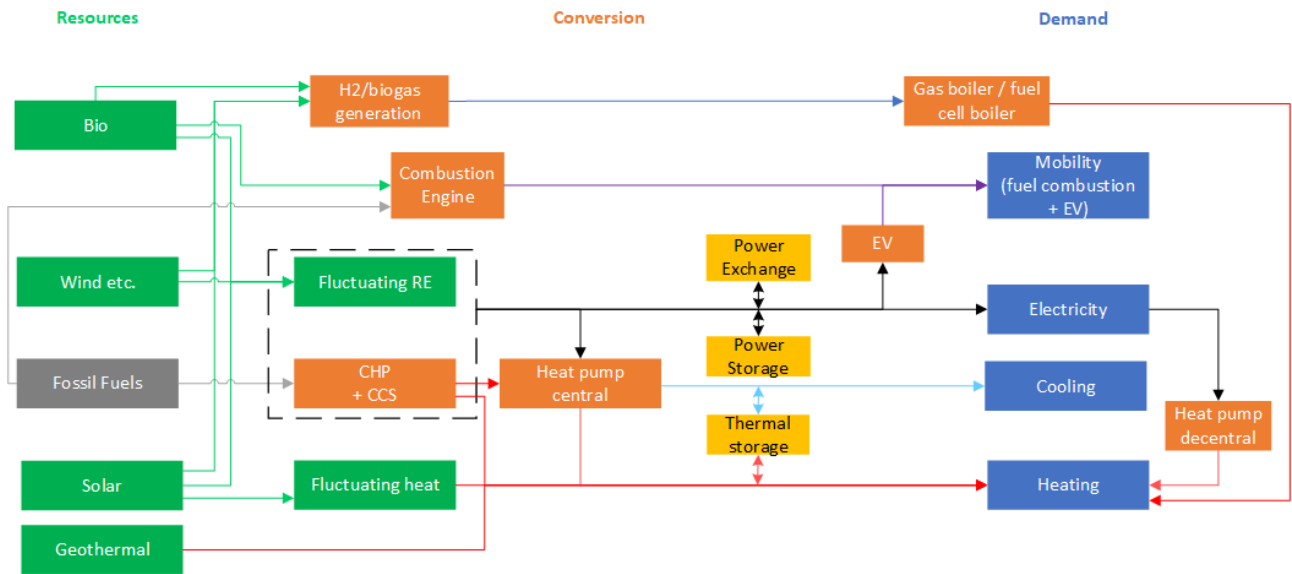 Resources
Conversion
Demand
H2/biogas
generation
Gas boiler / fuel
cell boiler
Bio
Combustion
Engine
Mobility
(fuel combustion
+ EV)
EV
Power
Exchange
Wind etc.
Fluctuating RE
Electricity
Power
Storage
Fossil Fuels
CHP
+ CCS
Heat pump
central
Cooling
Thermal
storage
Heat pump
decentral
Solar
Fluctuating heat
Heating
Geothermal